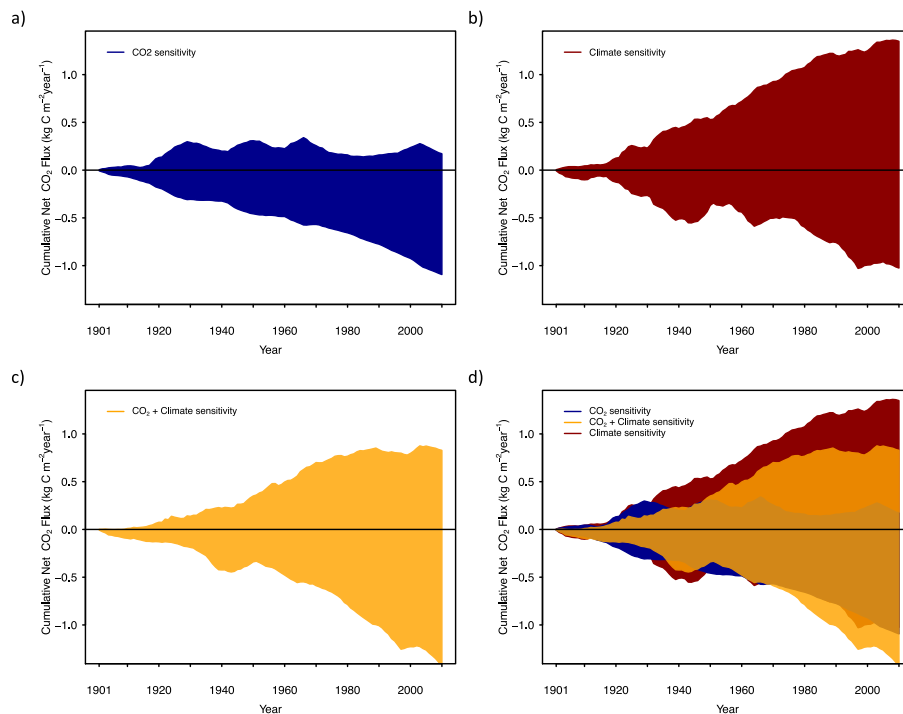 a)
CO2 sensitivity
1.0
0.5
0.0
−0.5
−1.0
Cumulative Net CO₂ Flux (kg C m⁻²year⁻¹)
1901 1920 1940 1960 1980 2000
Year
b)
Climate sensitivity
1.0
0.5
0.0
−0.5
−1.0
Cumulative Net CO₂ Flux (kg C m⁻²year⁻¹)
1901 1920 1940 1960 1980 2000
Year
c)
CO₂ + Climate sensitivity
1.0
0.5
0.0
−0.5
−1.0
Cumulative Net CO₂ Flux (kg C m⁻²year⁻¹)
1901 1920 1940 1960 1980 2000
Year
d)
CO₂ sensitivity
CO₂ + Climate sensitivity
Climate sensitivity
1.0
0.5
0.0
−0.5
−1.0
Cumulative Net CO₂ Flux (kg C m⁻²year⁻¹)
1901 1920 1940 1960 1980 2000
Year